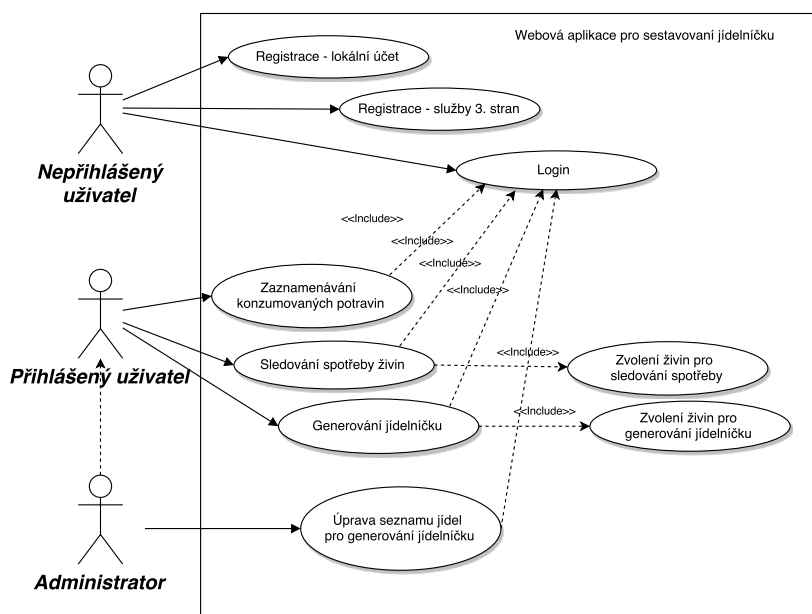 Webová aplikace pro sestavovaní jídelníčku
Registrace - lokální účet
Registrace - služby 3. stran
Login
Nepřihlášený
uživatel
<<Include>>
<<Include>>
<<Include>>
<<Include>>
Zaznamenávání
konzumovaných potravin
Sledování spotřeby živin
<<Include>>
Zvolení živin pro
sledování spotřeby
Přihlášený uživatel
Generování jídelníčku
<<Include>>
Zvolení živin pro
generování jídelníčku
Úprava seznamu jídel
pro generování jídelníčku
Administrator